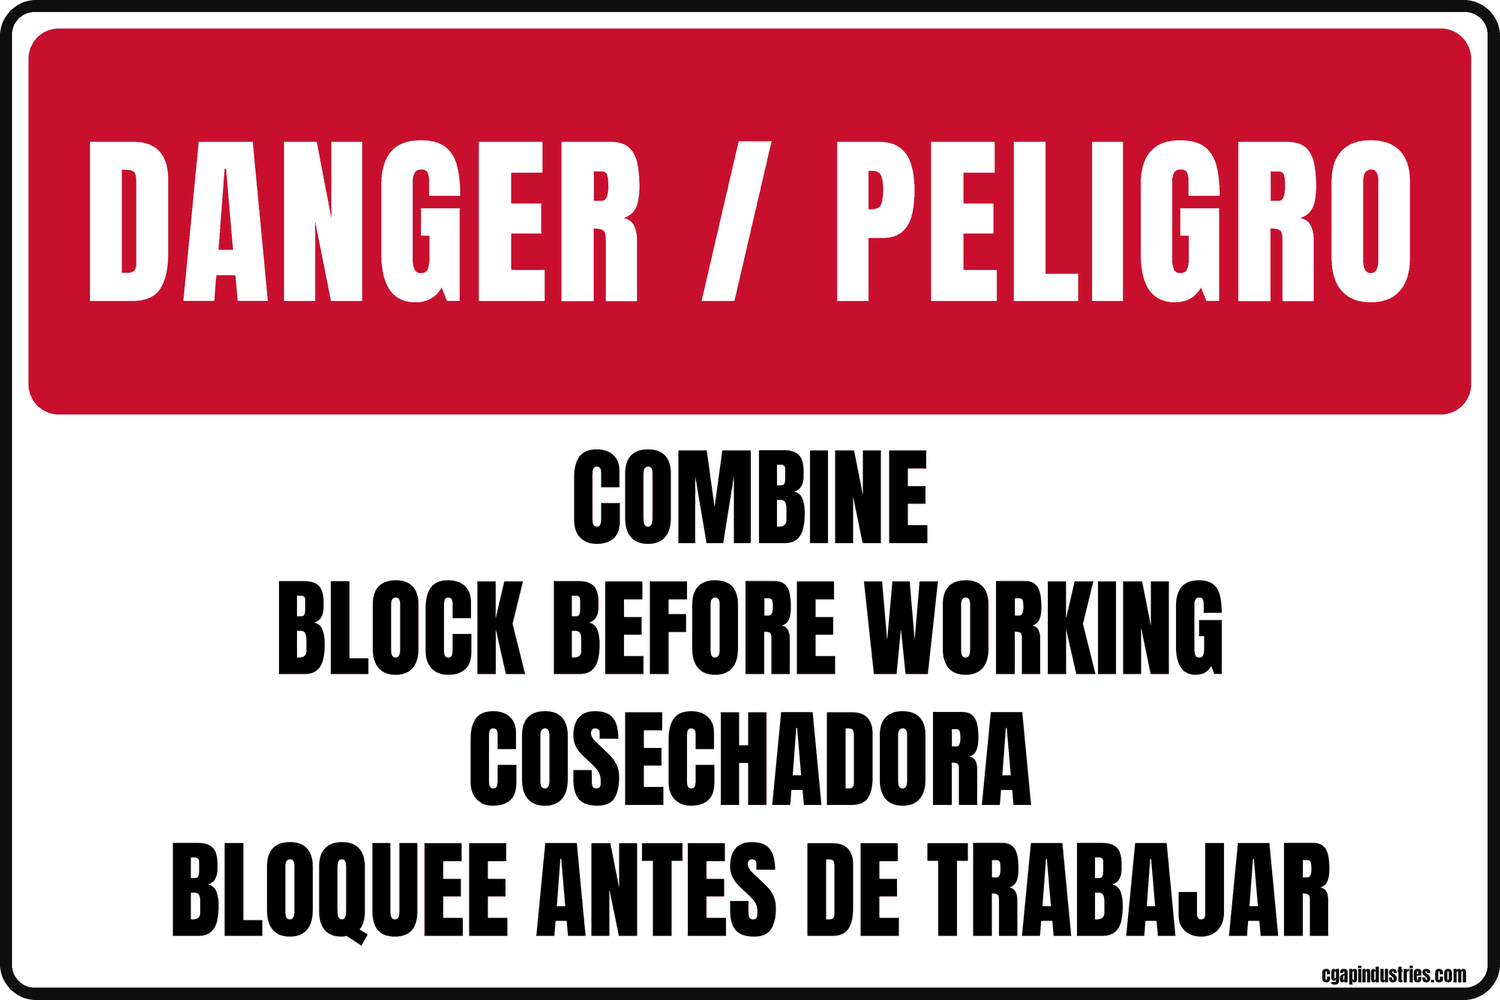 DANGER / PELIGRO
COMBINE
BLOCK BEFORE WORKING
COSECHADORA
BLOQUEE ANTES DE TRABAJAR
cgapindustries.com